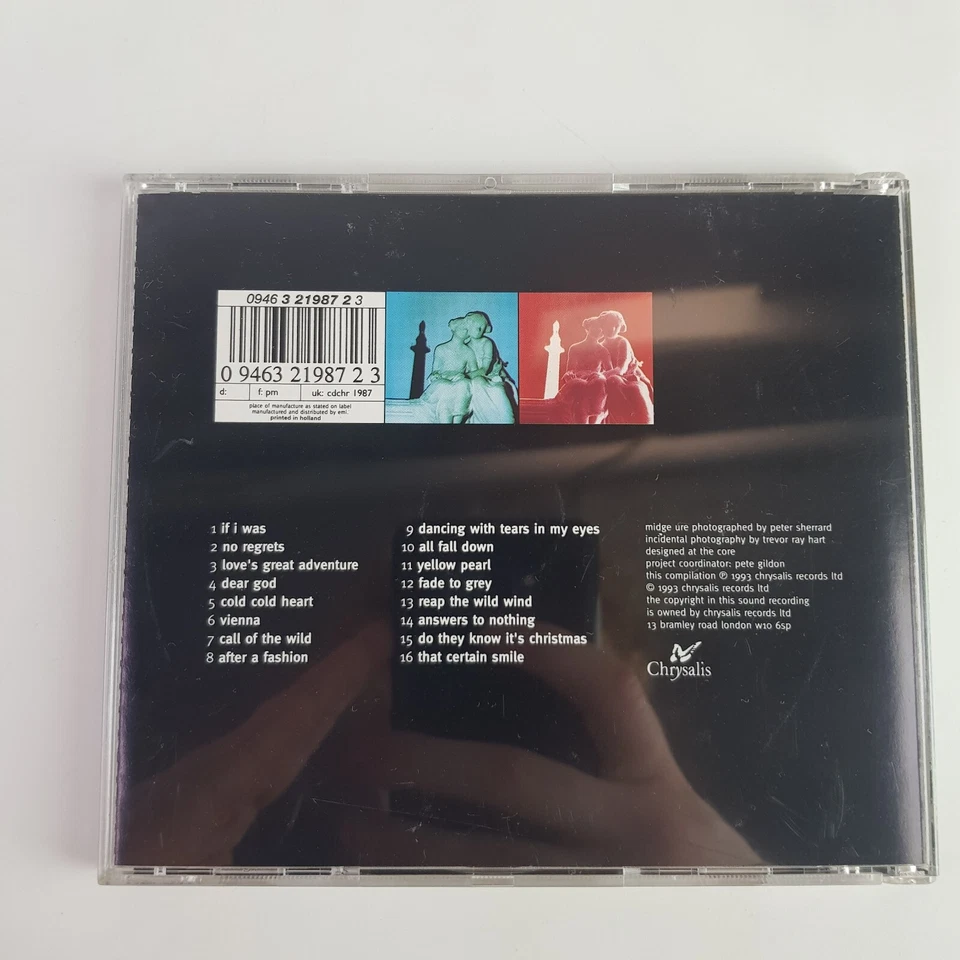 0946 3 21987 2 3
0 09463 21987 2 3
d: f: pm uk: cdchr 1987
place of manufacture as stated on label
manufactured and distributed by emi.
printed in holland
1 if i was
2 no regrets
3 love's great adventure
4 dear god
5 cold cold heart
6 vienna
7 call of the wild
8 after a fashion
9 dancing with tears in my eyes
10 all fall down
11 yellow pearl
12 fade to grey
13 reap the wild wind
14 answers to nothing
15 do they know it's christmas
16 that certain smile
midge ure photographed by peter sherrard
incidental photography by trevor ray hart
designed at the core
project coordinator: pete gildon
this compilation ℗ 1993 chrysalis records ltd
© 1993 chrysalis records ltd
the copyright in this sound recording
is owned by chrysalis records ltd
13 bramley road london w10 6sp
Chrysalis